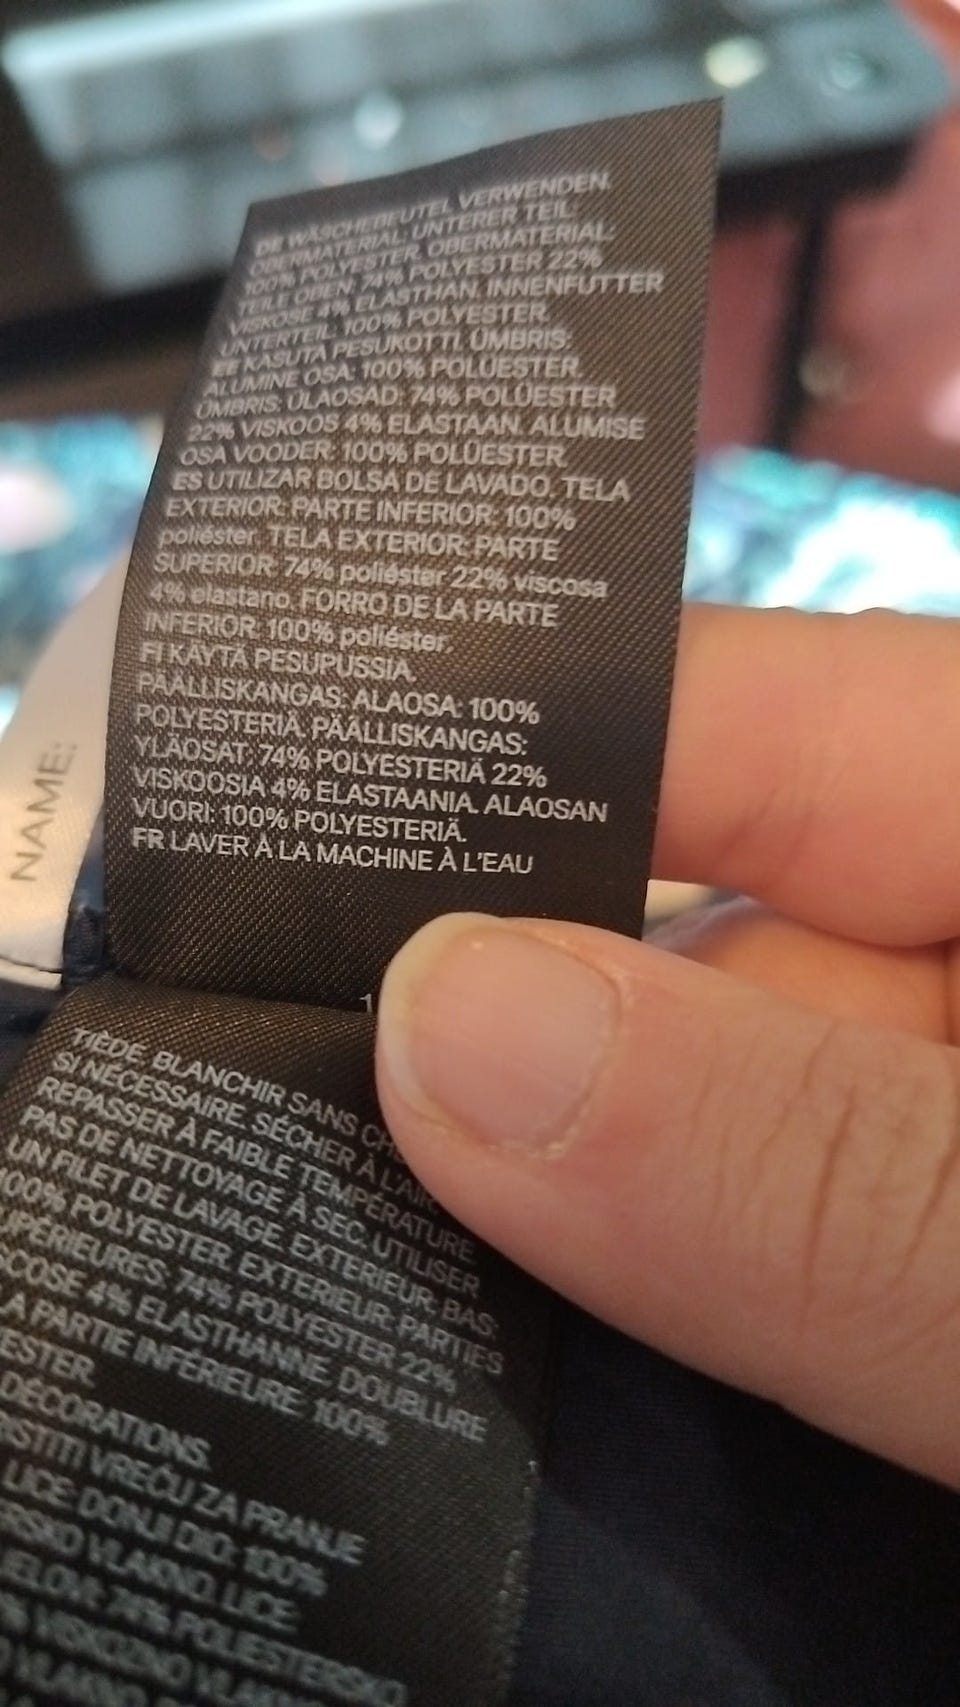 NAME:
DE WÄSCHEBEUTEL VERWENDEN.
OBERMATERIAL: UNTERER TEIL:
100% POLYESTER, OBERMATERIAL:
TEILE OBEN: 74% POLYESTER 22%
VISKOSE 4% ELASTHAN. INNENFUTTER
UNTERTEIL: 100% POLYESTER.
EE KASUTA PESUKOTTI. ÜMBRIS:
ALUMINE OSA: 100% POLÜESTER.
ÜMBRIS: ÜLAOSAD: 74% POLÜESTER
22% VISKOOS 4% ELASTAAN. ALUMISE
OSA VOODER: 100% POLÜESTER.
ES UTILIZAR BOLSA DE LAVADO. TELA
EXTERIOR: PARTE INFERIOR: 100%
poliéster. TELA EXTERIOR: PARTE
SUPERIOR: 74% poliéster 22% viscosa
4% elastano. FORRO DE LA PARTE
INFERIOR: 100% poliéster.
FI KÄYTÄ PESUPUSSIA.
PÄÄLLISKANGAS: ALAOSA: 100%
POLYESTERIÄ. PÄÄLLISKANGAS:
YLÄOSAT: 74% POLYESTERIÄ 22%
VISKOOSIA 4% ELASTAANIA. ALAOSAN
VUORI: 100% POLYESTERIÄ.
FR LAVER À LA MACHINE À L'EAU
1
TIÈDE. BLANCHIR SANS
SI NÉCESSAIRE. SÉCHER À L'AIR
REPASSER À FAIBLE TEMPÉRATURE
PAS DE NETTOYAGE À SEC. UTILISER
UN FILET DE LAVAGE. EXTERIEUR: BAS:
100% POLYESTER. EXTERIEUR: PARTIES
74% POLYESTER 22%
4% ELASTHANNE. DOUBLURE
PARTIE INFÉRIEURE: 100%
DÉCORATIONS.
VREĆU ZA PRANJE
LICE: DONJI DIO: 100%
VLAKNO. LICE:
74% POLIESTERSKO